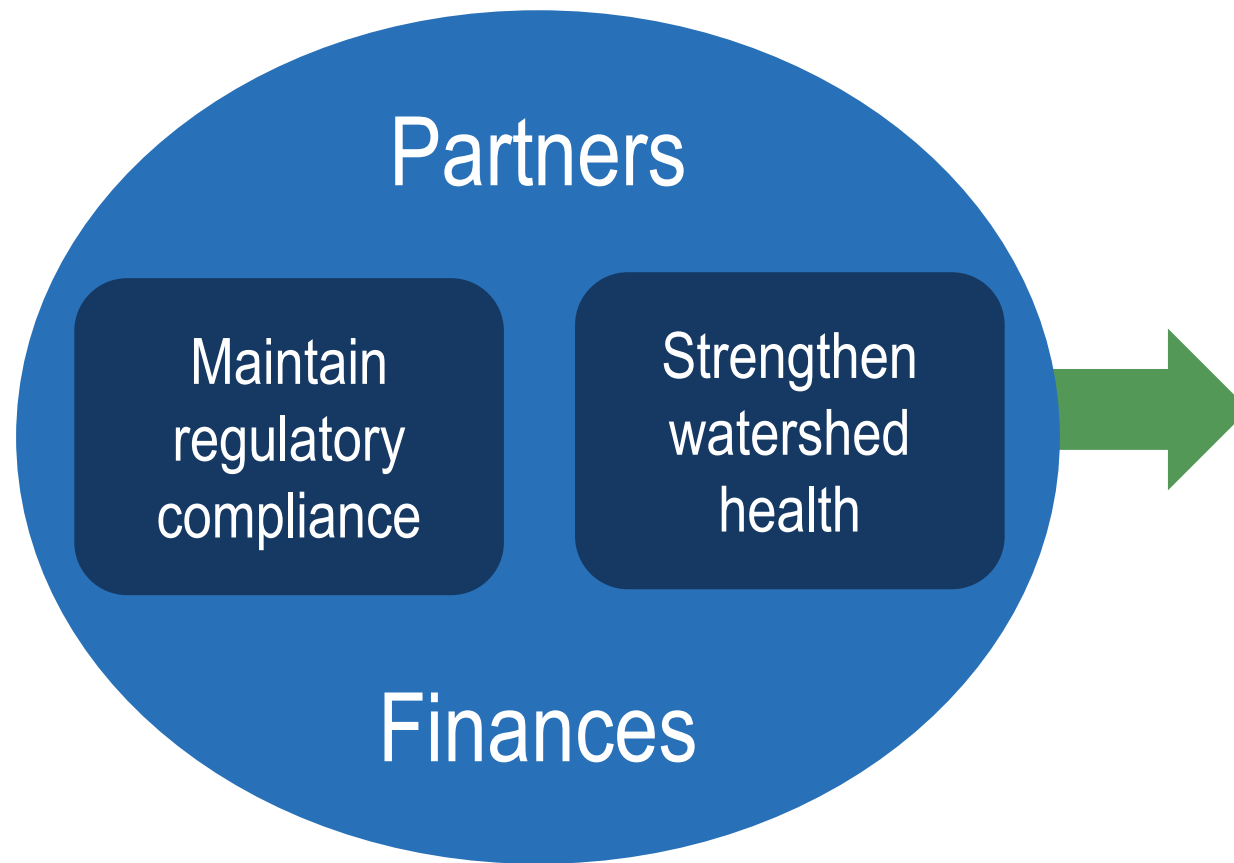 Partners
Maintain
regulatory
compliance
Strengthen
watershed
health
Finances